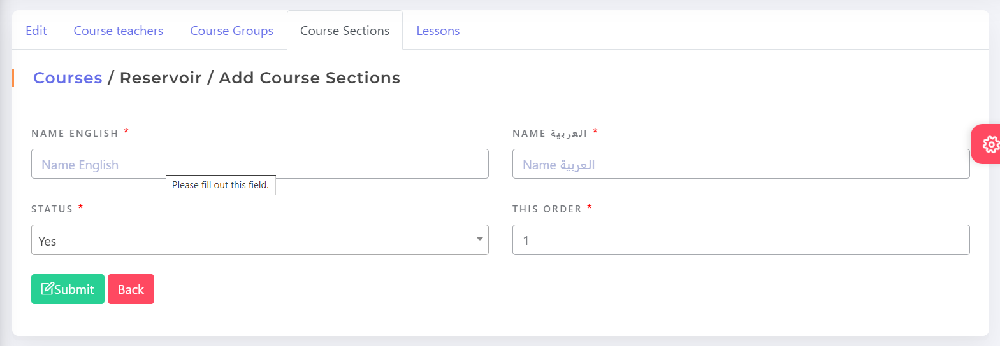 Edit Course teachers Course Groups Course Sections Lessons
Courses / Reservoir / Add Course Sections
NAME ENGLISH *
NAME العربية *
Name English
Name العربية
Please fill out this field.
STATUS *
THIS ORDER *
Yes
1
Submit Back